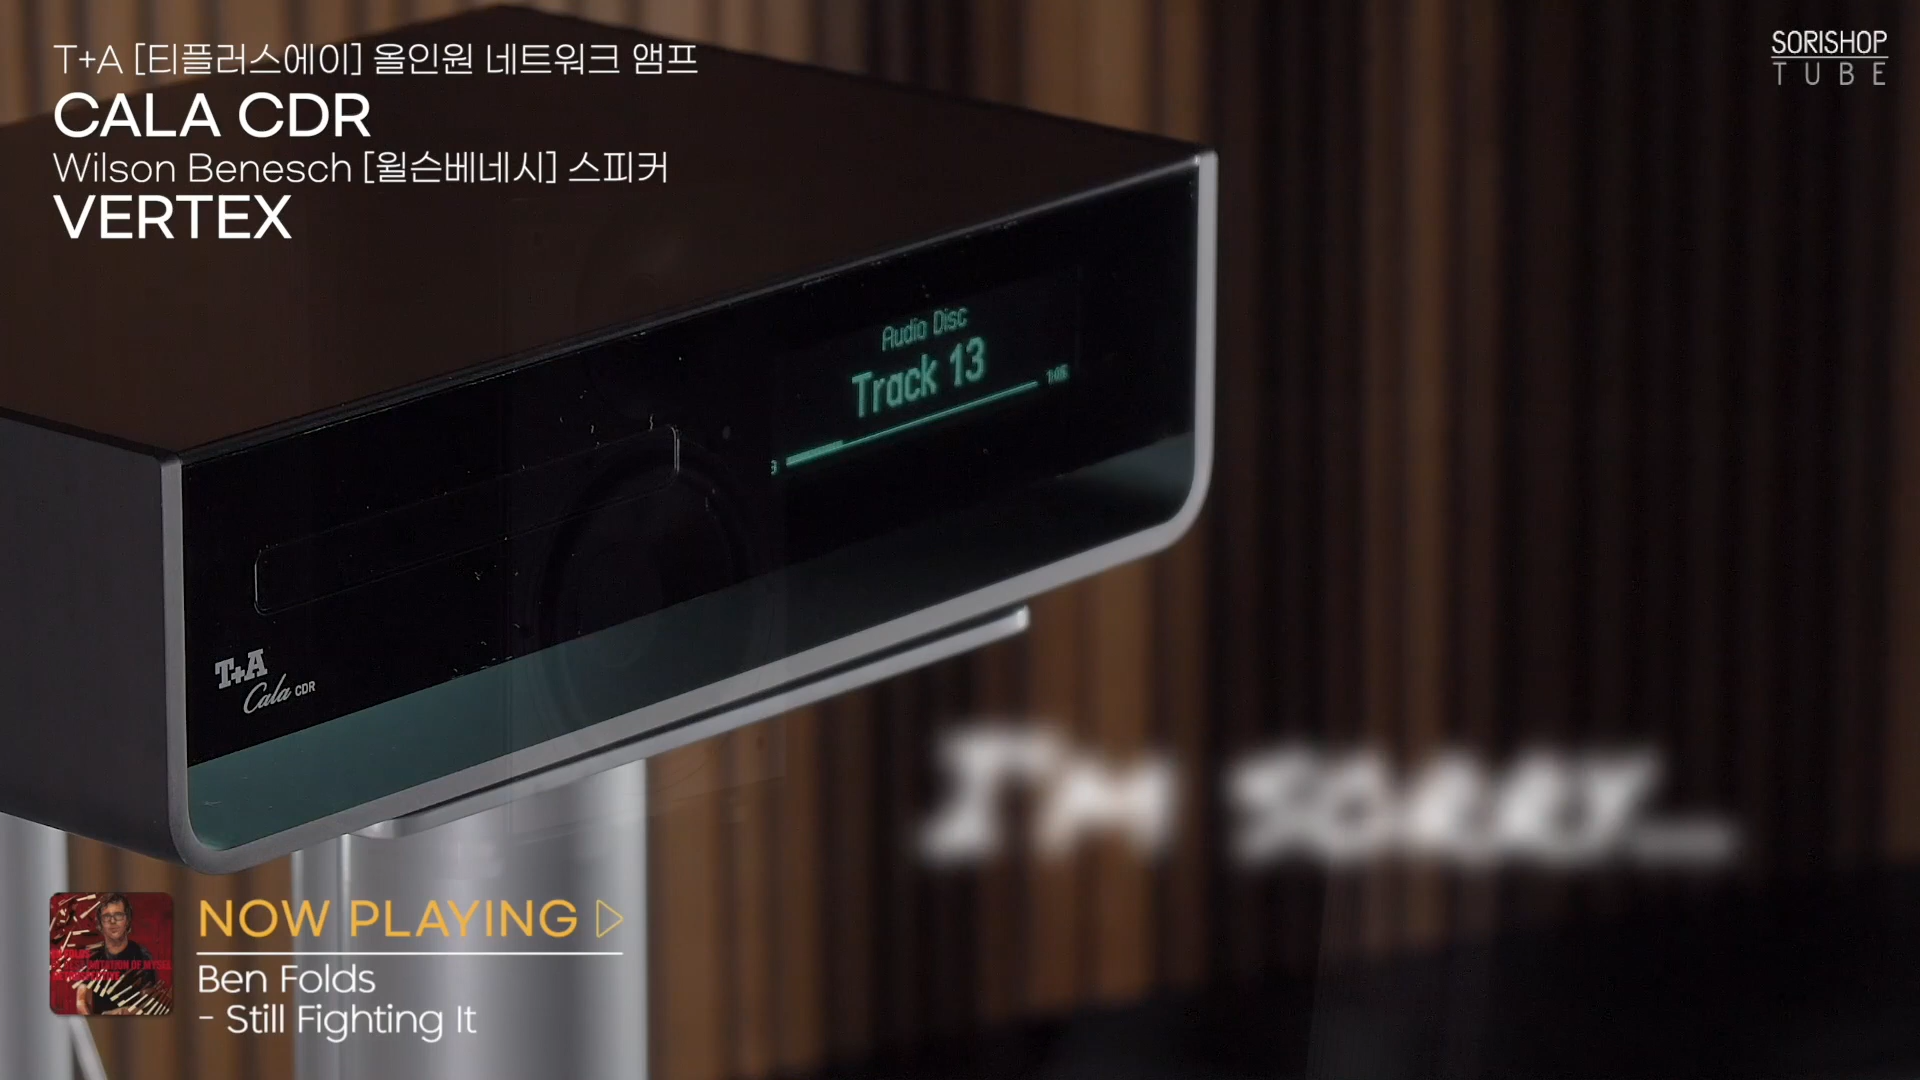 T+A [티플러스에이] 올인원 네트워크 앰프
CALA CDR
Wilson Benesch [윌슨베네시] 스피커
VERTEX
SORISHOP
TUBE
Audio Disc
Track 13
T+A
Cala CDR
I'M SORRY...
NOW PLAYING
Ben Folds
- Still Fighting It